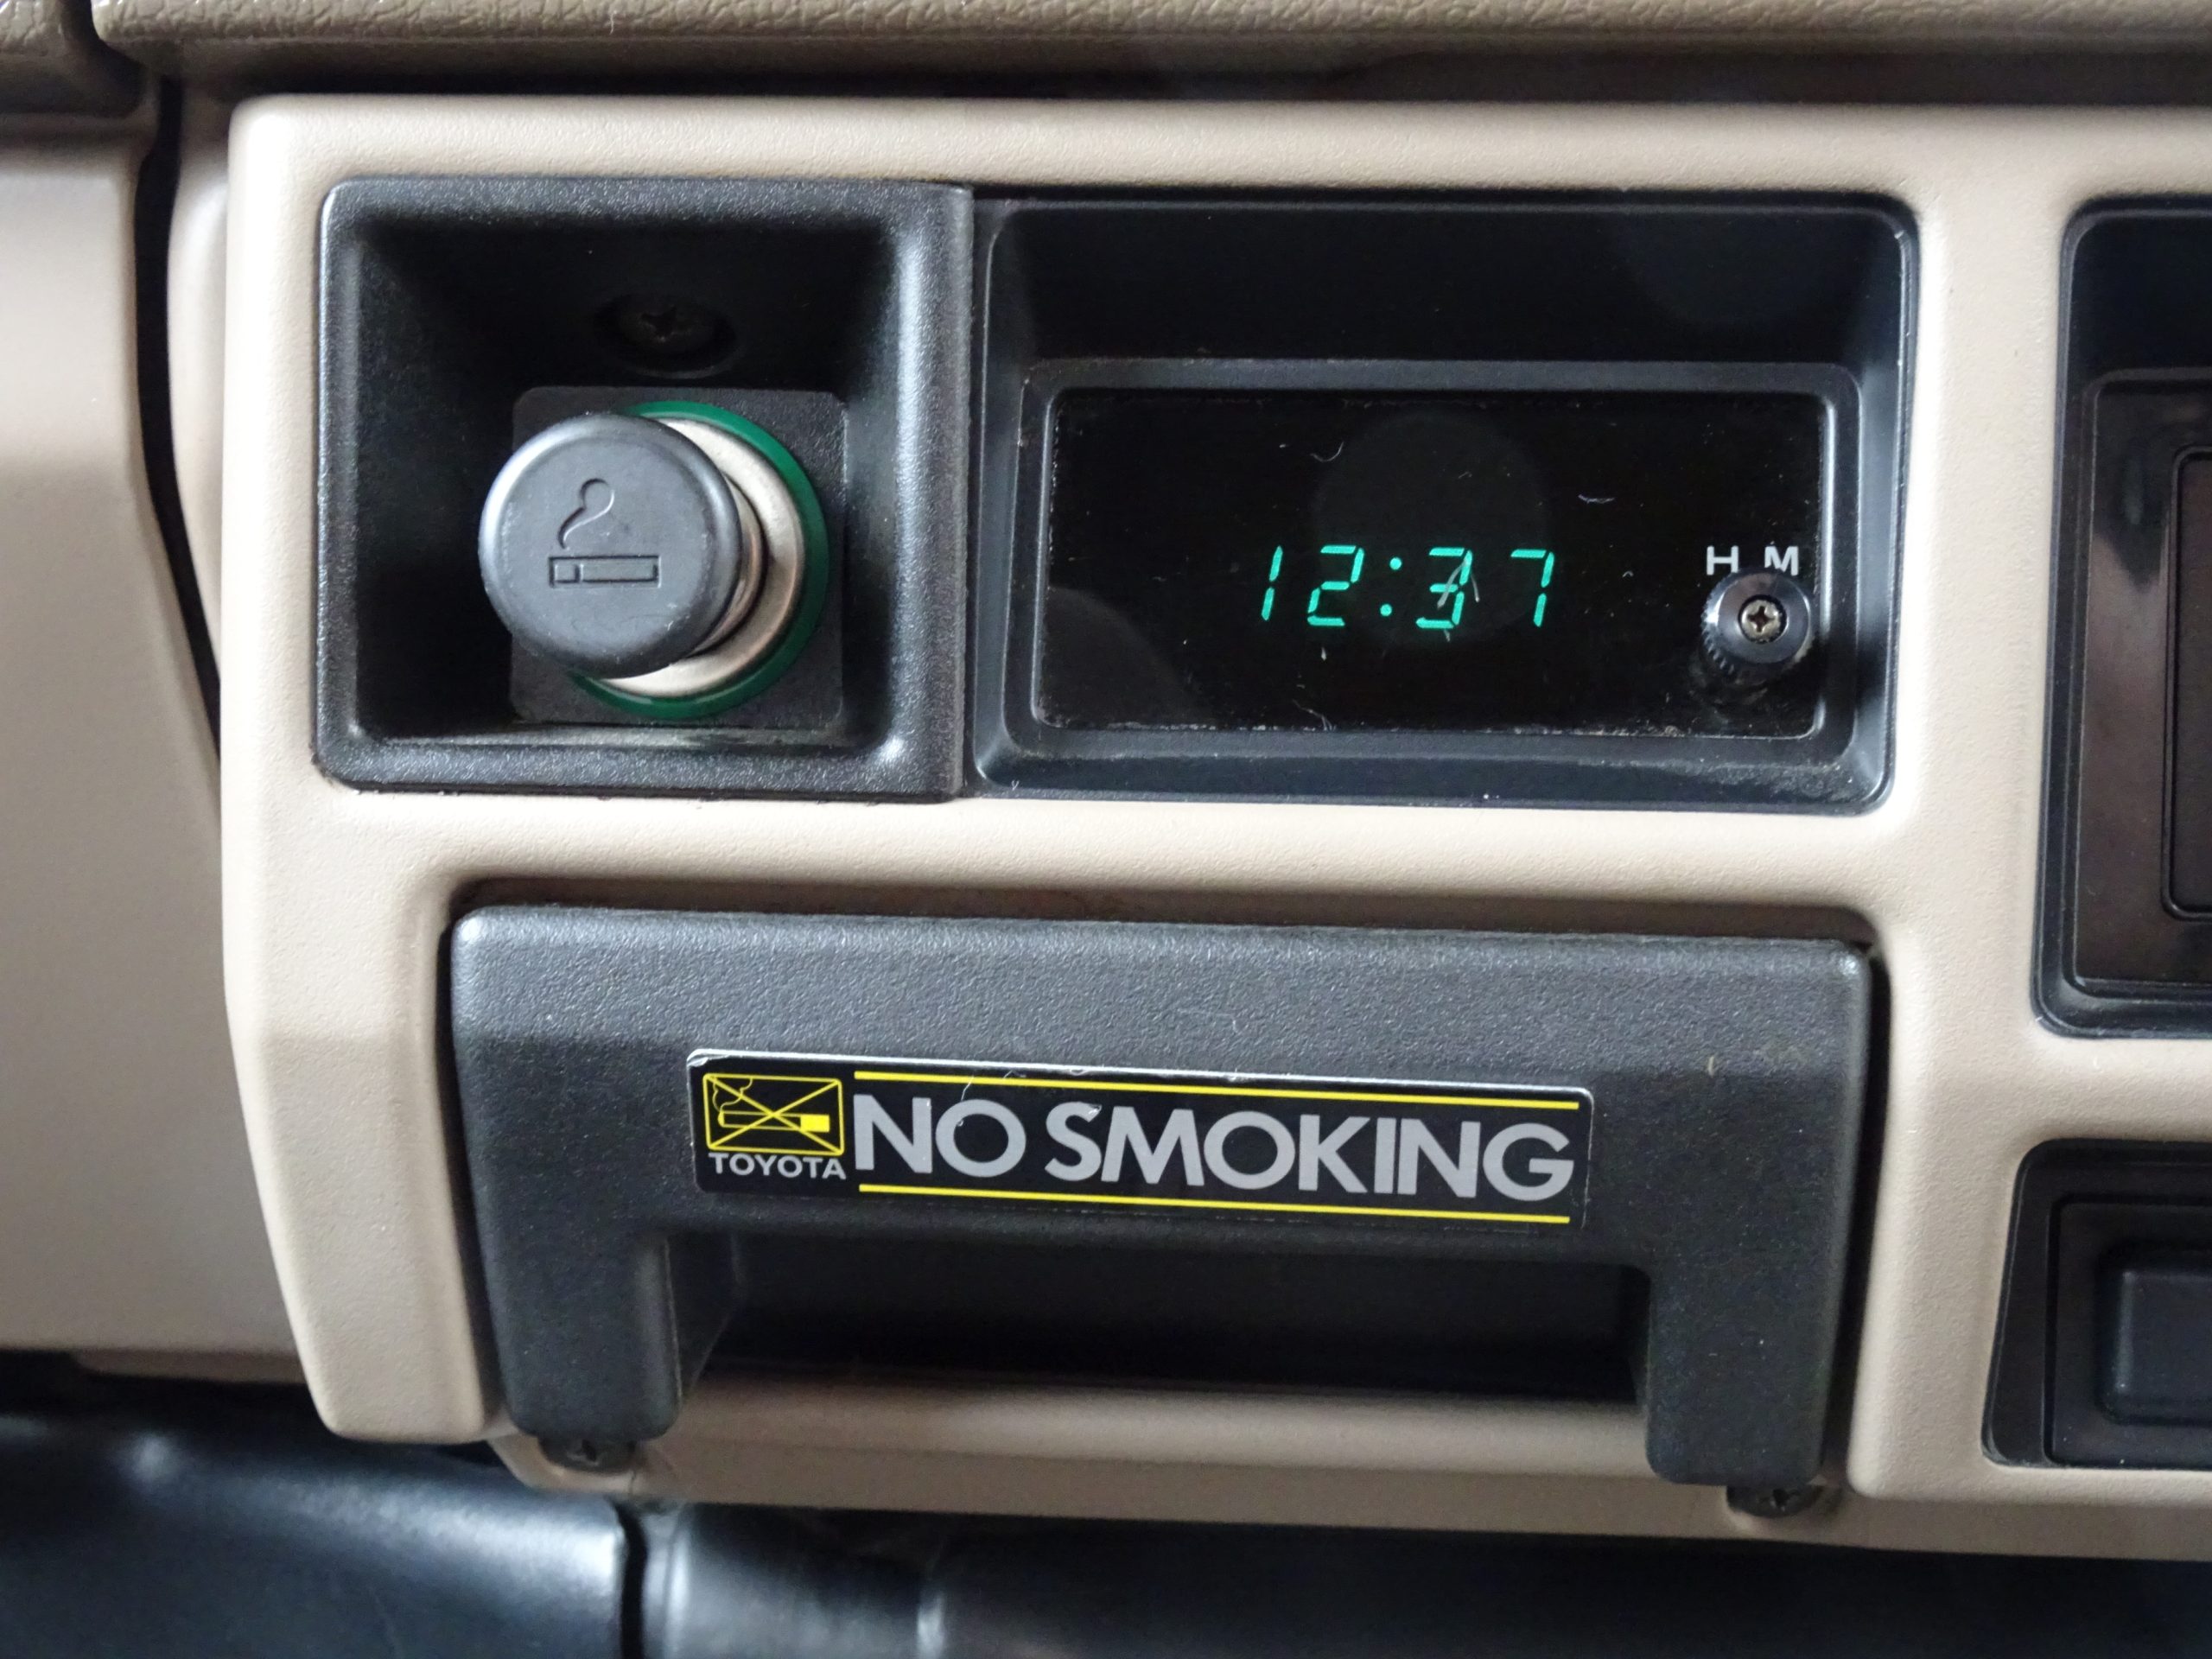 12:37
H M
NO SMOKING
TOYOTA